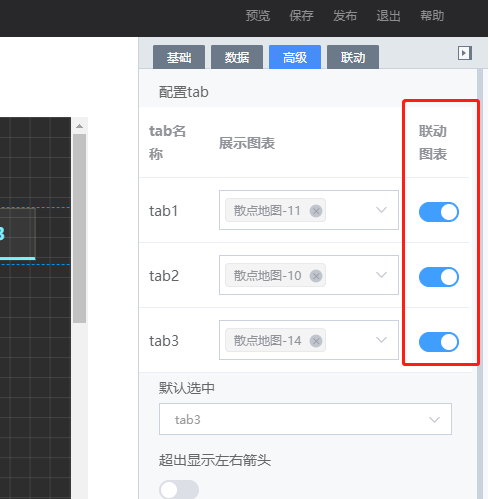 预览 保存 发布 退出 帮助
基础 数据 高级 联动
配置tab
tab名 展示图表 联动
称 图表
tab1 散点地图-11
tab2 散点地图-10
tab3 散点地图-14
默认选中
tab3
超出显示左右箭头